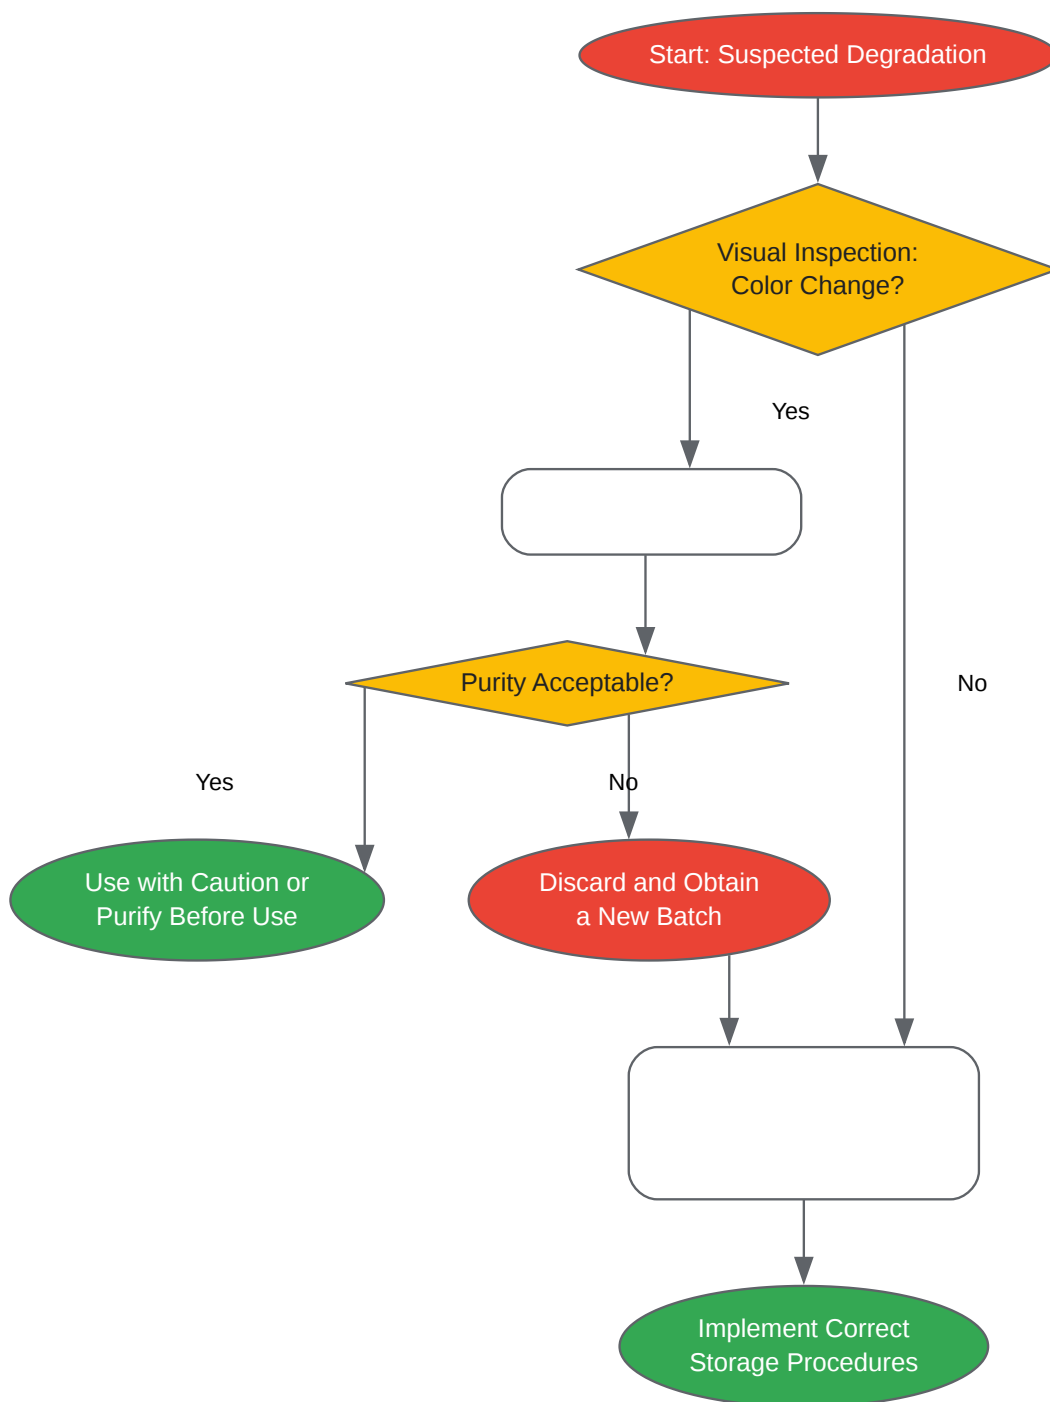 Start: Suspected Degradation
Visual Inspection:
Color Change?
Yes
No
Purity Acceptable?
Yes
No
Use with Caution or
Purify Before Use
Discard and Obtain
a New Batch
Implement Correct
Storage Procedures